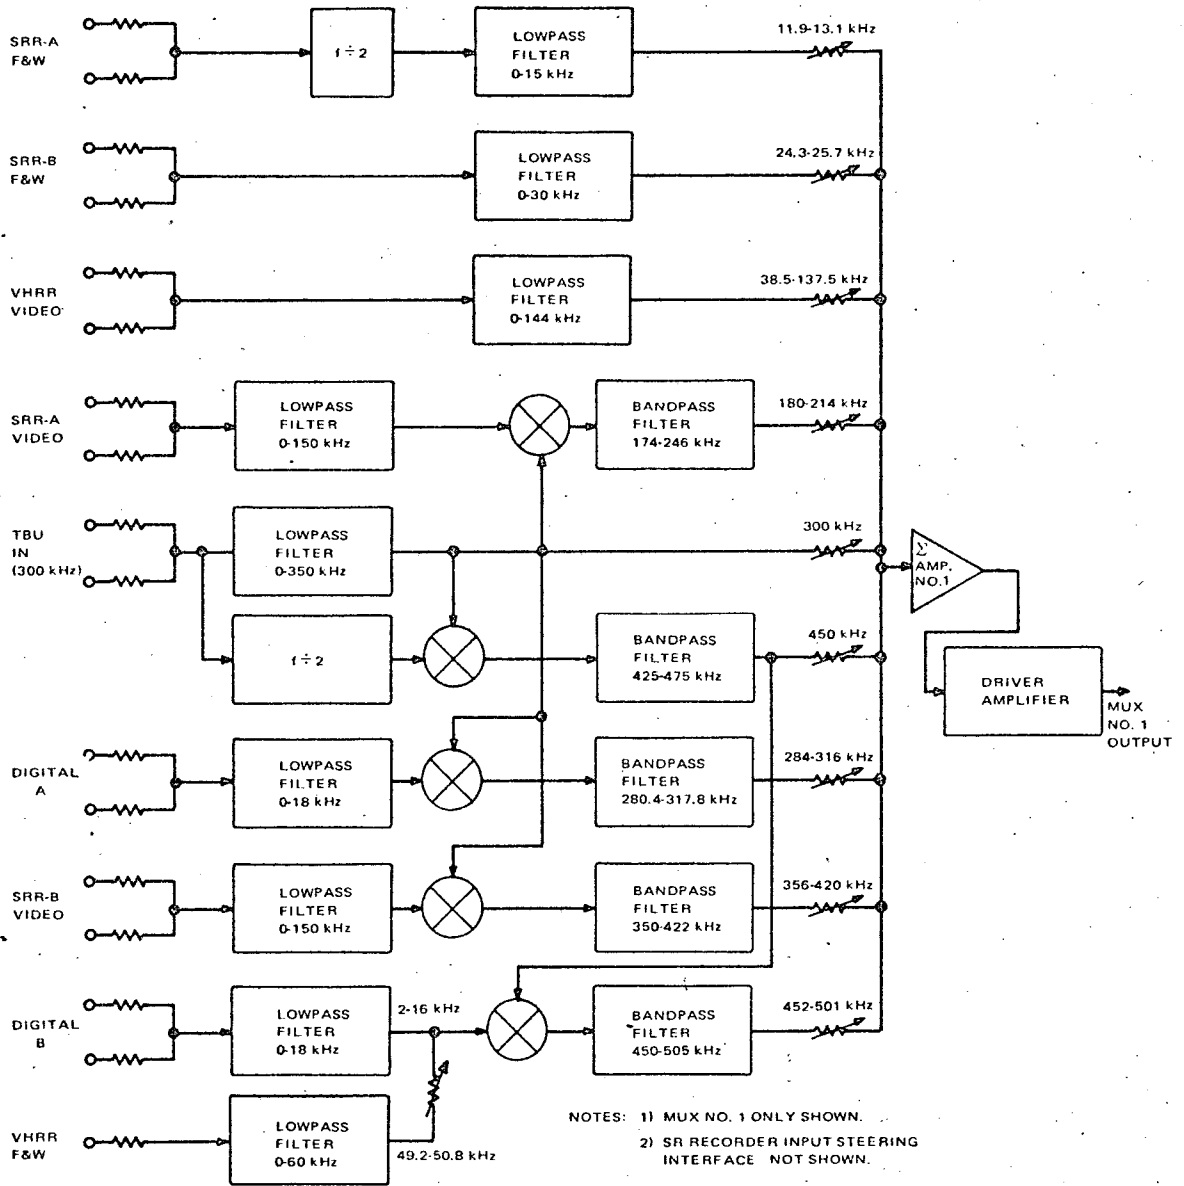 SRR-A
F&W
f÷2
LOWPASS
FILTER
0-15 kHz
11.9-13.1 kHz
SRR-B
F&W
LOWPASS
FILTER
0-30 kHz
24.3-25.7 kHz
VHRR
VIDEO
LOWPASS
FILTER
0-144 kHz
38.5-137.5 kHz
SRR-A
VIDEO
LOWPASS
FILTER
0-150 kHz
BANDPASS
FILTER
174-246 kHz
180-214 kHz
TBU
IN
(300 kHz)
LOWPASS
FILTER
0-350 kHz
300 kHz
Σ
AMP.
NO.1
f÷2
BANDPASS
FILTER
425-475 kHz
450 kHz
DRIVER
AMPLIFIER
MUX
NO. 1
OUTPUT
DIGITAL
A
LOWPASS
FILTER
0-18 kHz
BANDPASS
FILTER
280.4-317.8 kHz
284-316 kHz
SRR-B
VIDEO
LOWPASS
FILTER
0-150 kHz
BANDPASS
FILTER
350-422 kHz
356-420 kHz
DIGITAL
B
LOWPASS
FILTER
0-18 kHz
2-16 kHz
BANDPASS
FILTER
450-505 kHz
452-501 kHz
VHRR
F&W
LOWPASS
FILTER
0-60 kHz
49.2-50.8 kHz
NOTES: 1) MUX NO. 1 ONLY SHOWN.
2) SR RECORDER INPUT STEERING
INTERFACE NOT SHOWN.